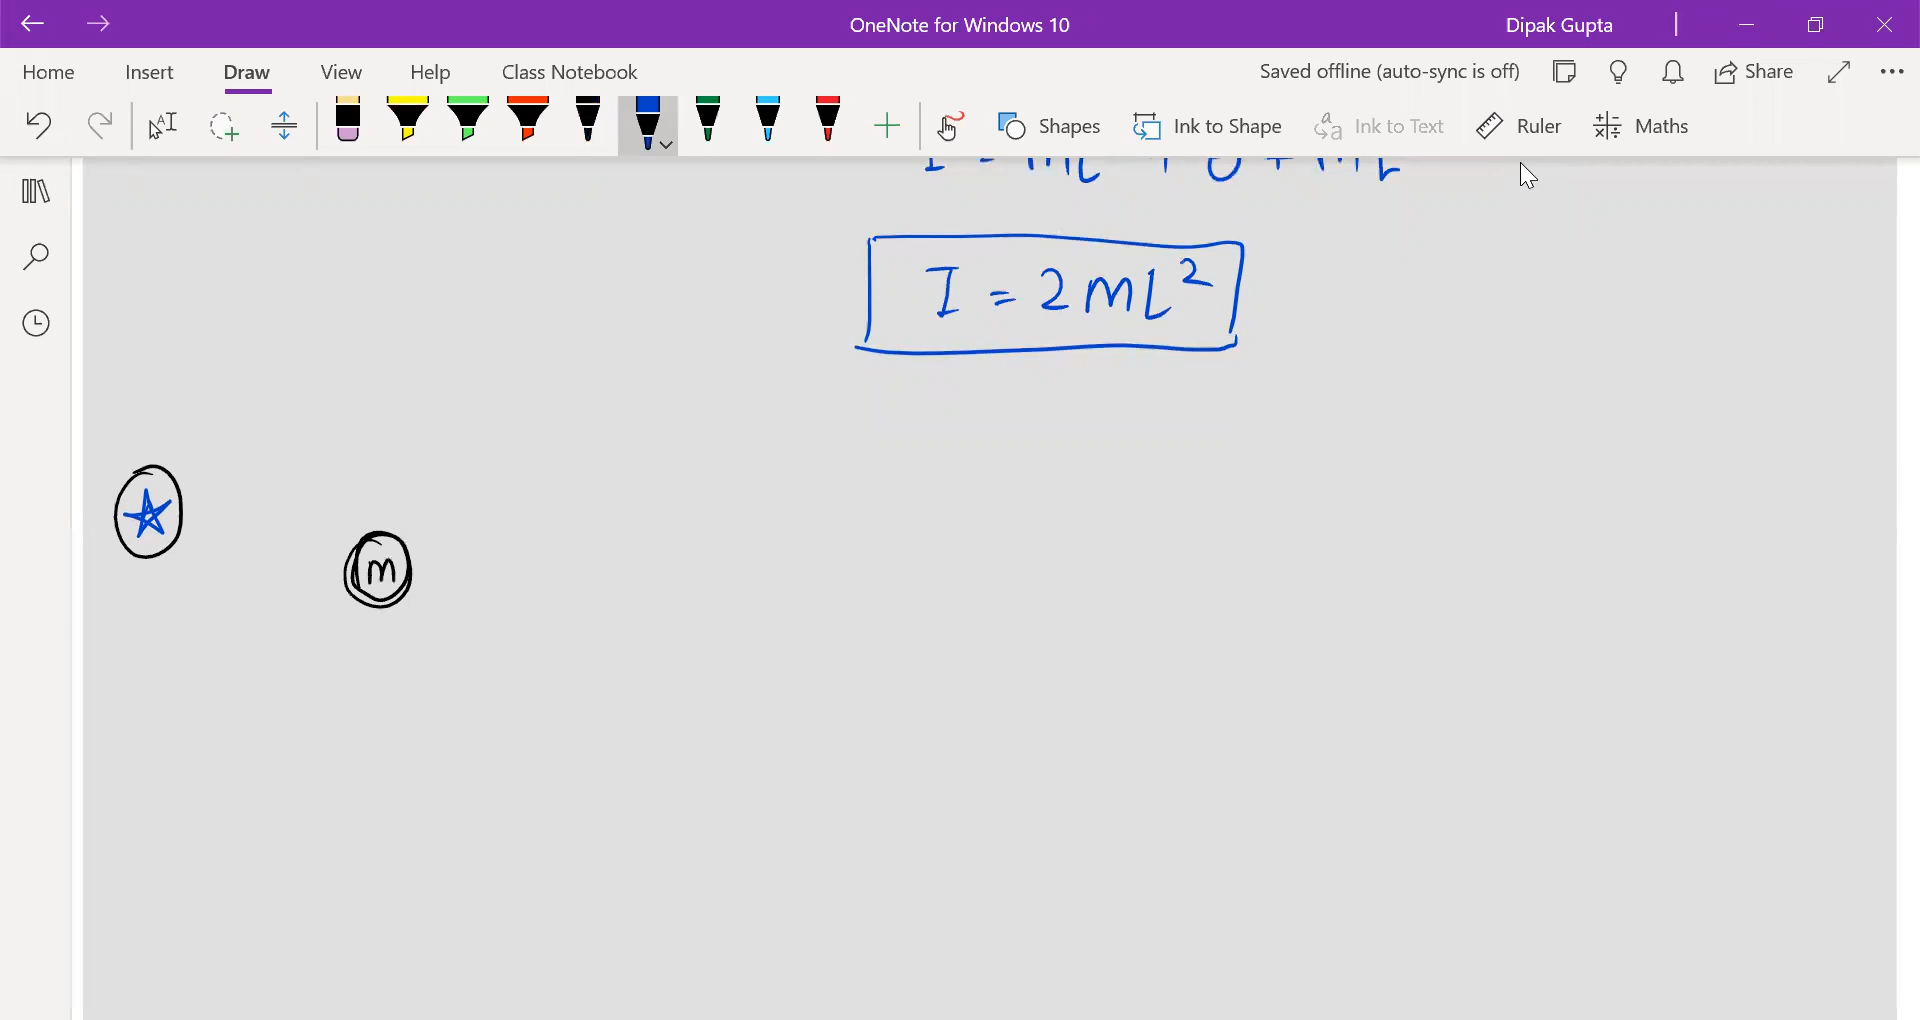 OneNote for Windows 10
Dipak Gupta
Home Insert Draw View Help Class Notebook
Saved offline (auto-sync is off) Share
Shapes Ink to Shape Ink to Text Ruler Maths
I = 2mL²
m